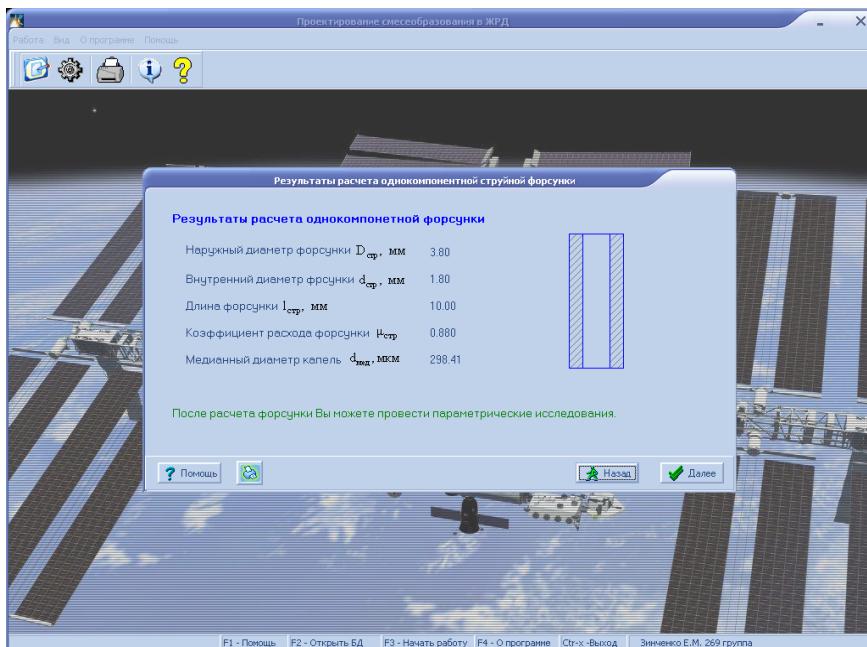 Проектирование смесеобразования в ЖРД
Работа Вид О программе Помощь
Результаты расчета однокомпонентной струйной форсунки
Результаты расчета однокомпонетной форсунки
Наружный диаметр форсунки Dстр, мм 3.80
Внутренний диаметр фрсунки dстр, мм 1.80
Длина форсунки lстр, мм 10.00
Коэффициент расхода форсунки μстр 0.880
Медианный диаметр капель dмед, мкм 298.41
После расчета форсунки Вы можете провести параметрические исследования.
Помощь Назад Далее
F1 - Помощь F2 - Открыть БД F3 - Начать работу F4 - О программе Ctr-x -Выход Зинченко Е.М. 269 группа